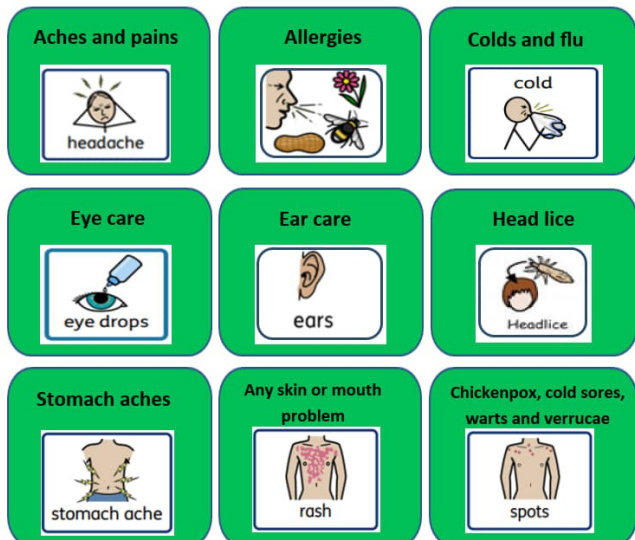 Aches and pains
headache
Allergies
Colds and flu
cold
Eye care
eye drops
Ear care
ears
Head lice
Headlice
Stomach aches
stomach ache
Any skin or mouth
problem
rash
Chickenpox, cold sores,
warts and verrucae
spots